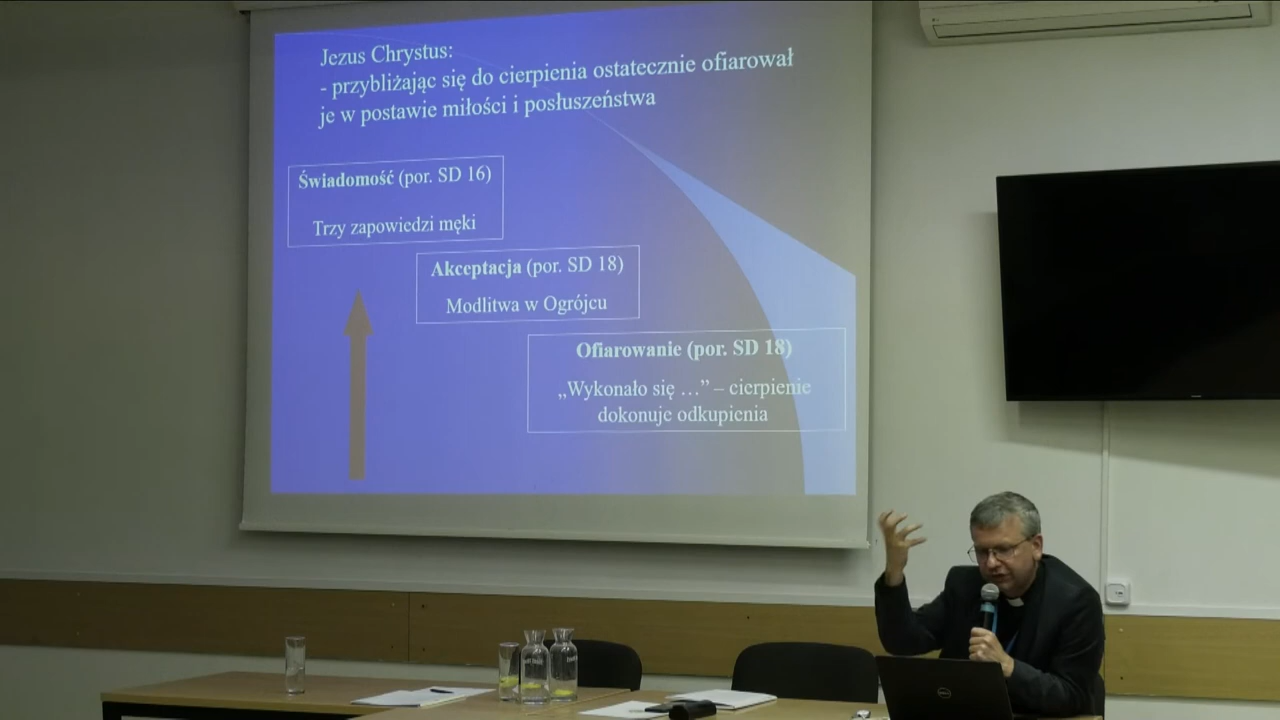 Jezus Chrystus:
- przybliżając się do cierpienia ostatecznie ofiarował
je w postawie miłości i posłuszeństwa
Świadomość (por. SD 16)
Trzy zapowiedzi męki
Akceptacja (por. SD 18)
Modlitwa w Ogrójcu
Ofiarowanie (por. SD 18)
„Wykonało się …” – cierpienie
dokonuje odkupienia
DELL